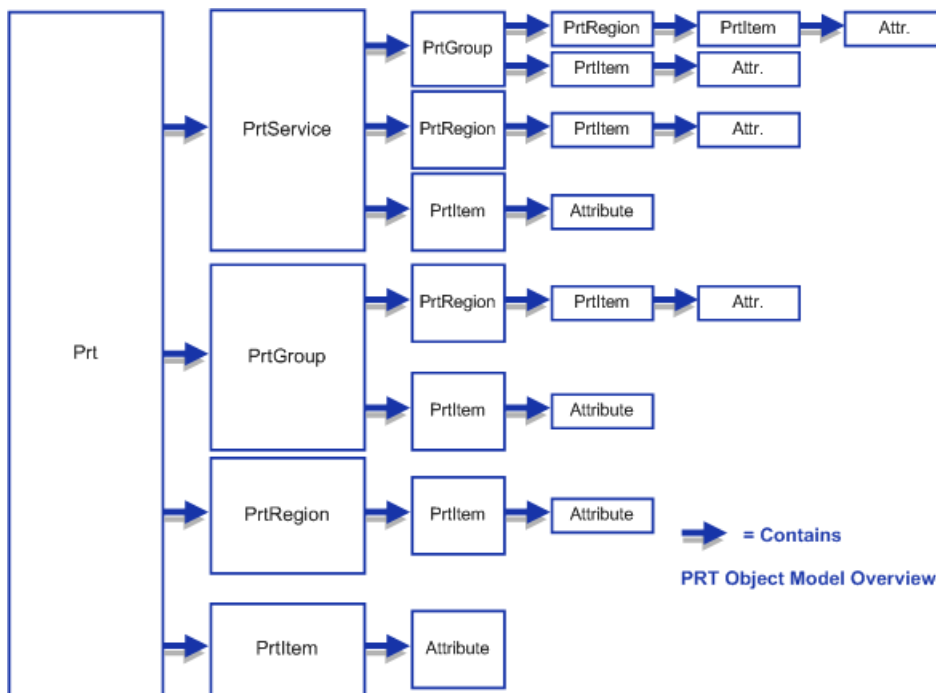 PrtRegion
PrtItem
Attr.
PrtGroup
PrtItem
Attr.
PrtService
PrtRegion
PrtItem
Attr.
PrtItem
Attribute
PrtRegion
PrtItem
Attr.
Prt
PrtGroup
PrtItem
Attribute
PrtRegion
PrtItem
Attribute
= Contains
PRT Object Model Overview
PrtItem
Attribute